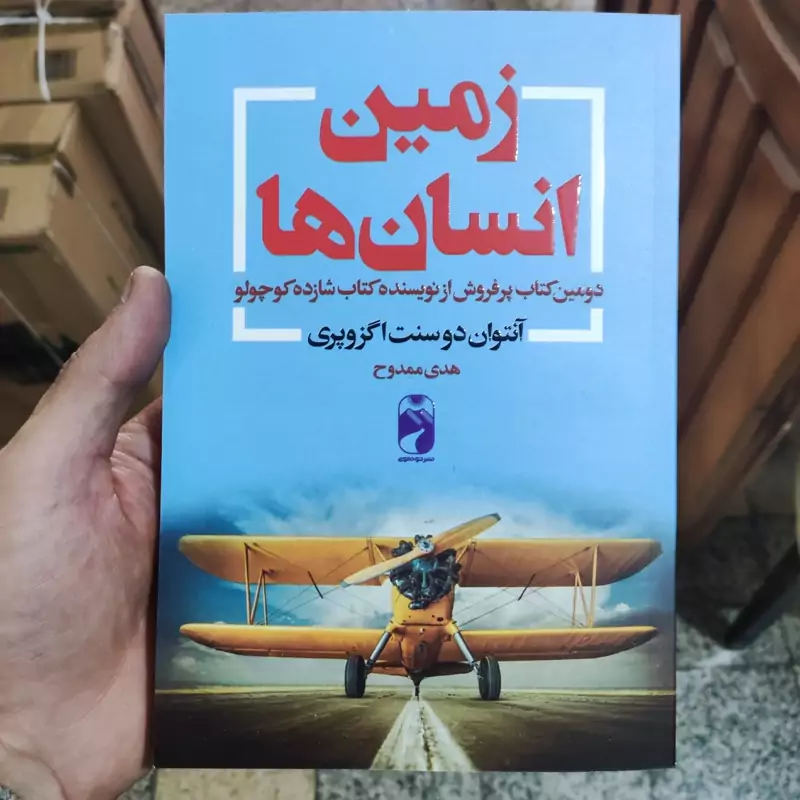 زمین
انسان‌ها
دومین کتاب پرفروش از نویسنده کتاب شازده کوچولو
آنتوان دوسنت اگزوپری
هدی ممدوح